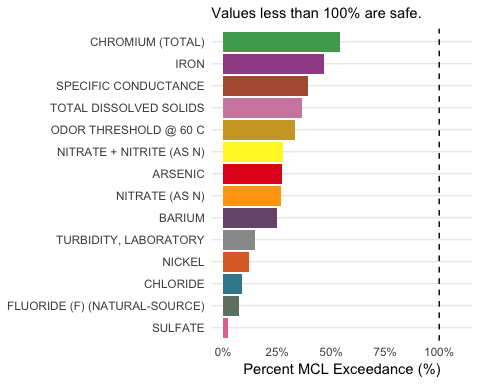 Values less than 100% are safe.
CHROMIUM (TOTAL)
IRON
SPECIFIC CONDUCTANCE
TOTAL DISSOLVED SOLIDS
ODOR THRESHOLD @ 60 C
NITRATE + NITRITE (AS N)
ARSENIC
NITRATE (AS N)
BARIUM
TURBIDITY, LABORATORY
NICKEL
CHLORIDE
FLUORIDE (F) (NATURAL-SOURCE)
SULFATE
0% 25% 50% 75% 100%
Percent MCL Exceedance (%)